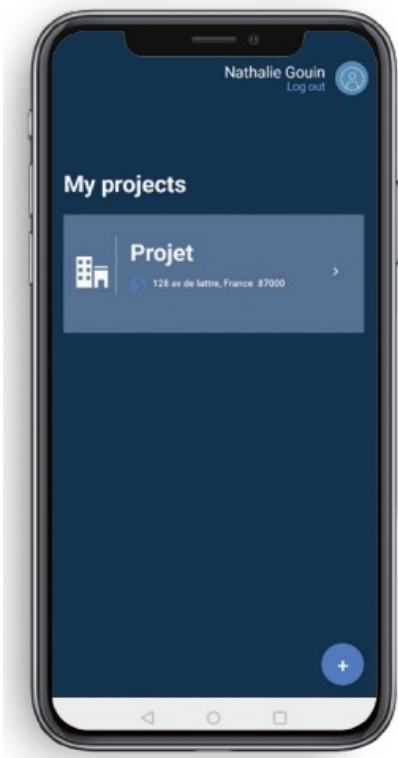 Nathalie Gouin
Log out
My projects
Projet
128 av de lattre, France 87000
>
+